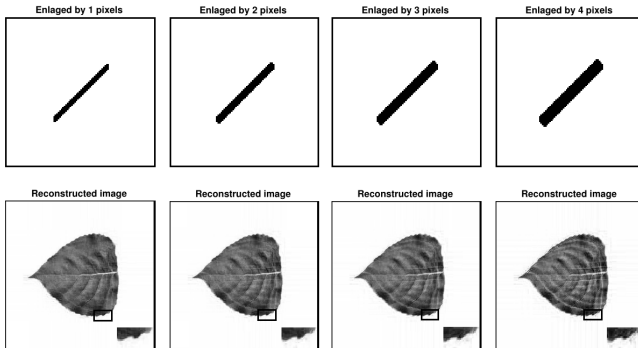 Enlaged by 1 pixels Enlaged by 2 pixels Enlaged by 3 pixels Enlaged by 4 pixels
Reconstructed image Reconstructed image Reconstructed image Reconstructed image